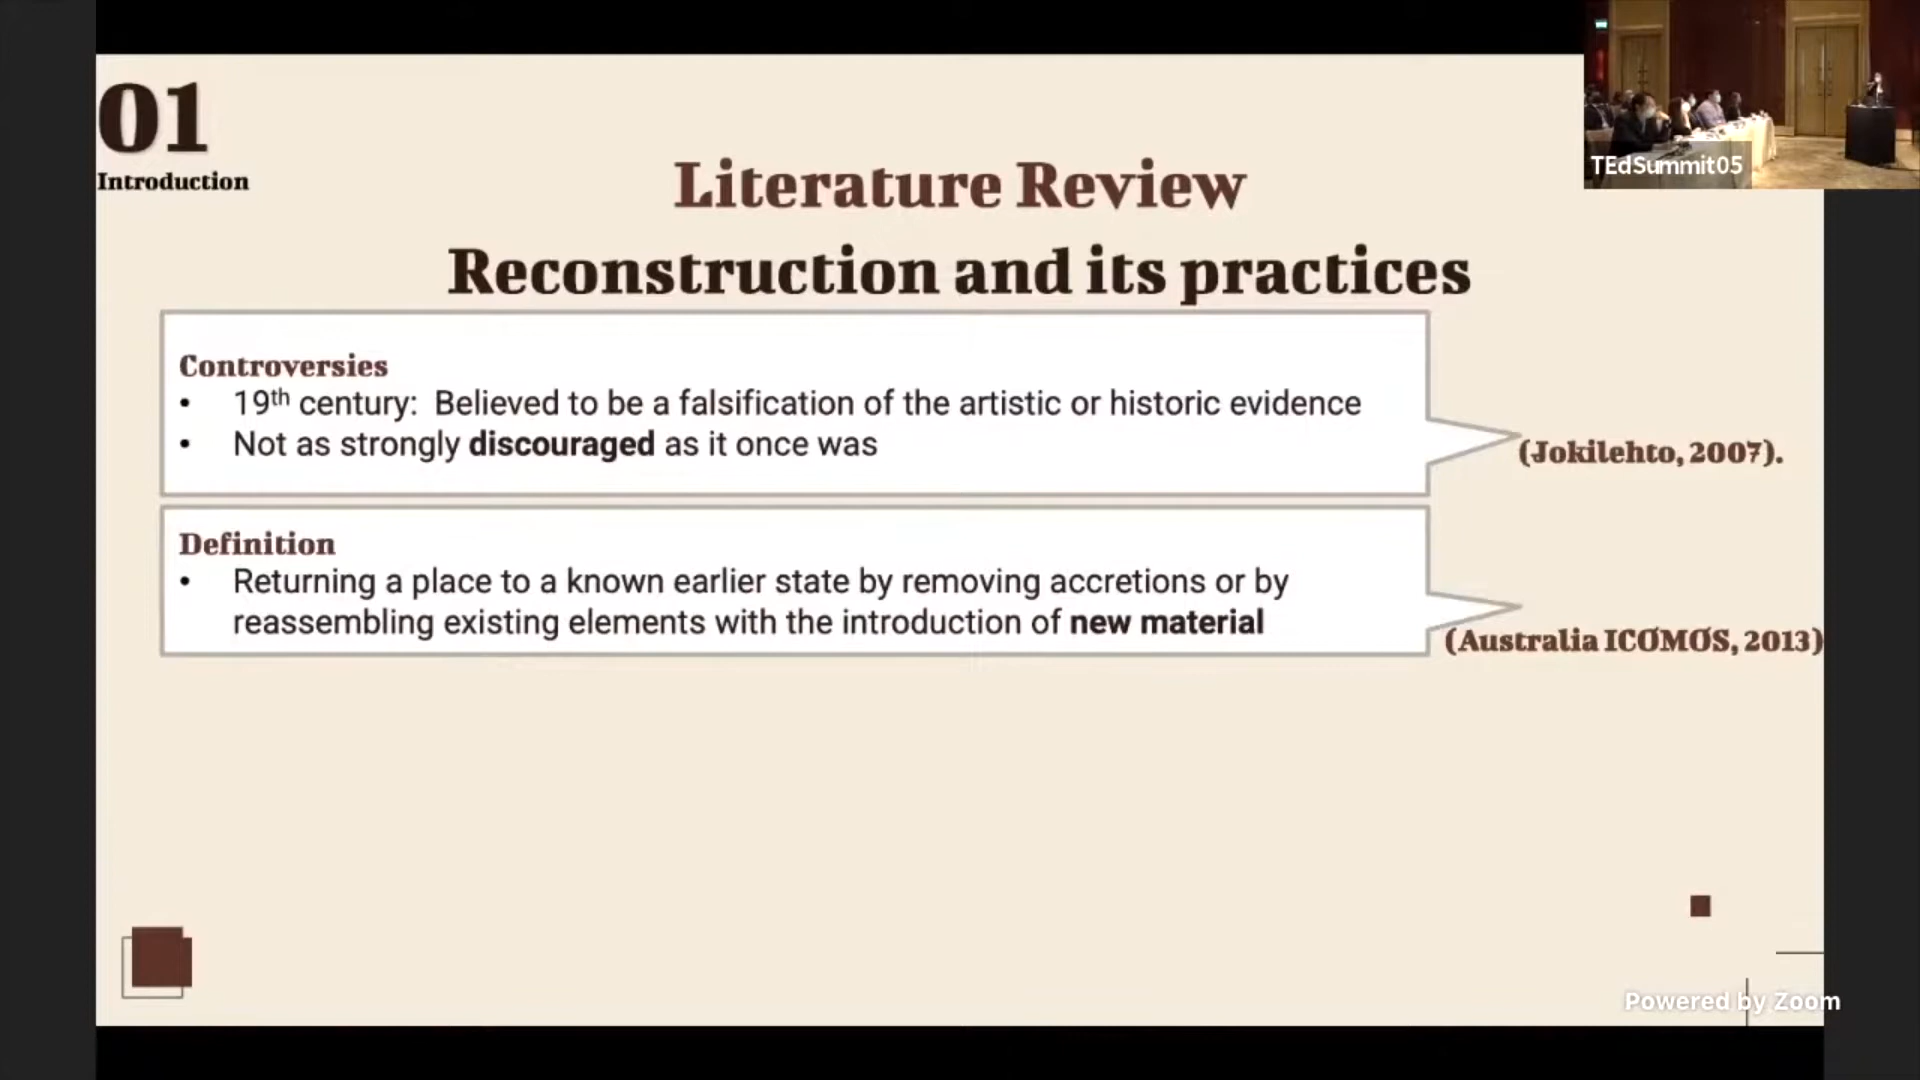 01
Introduction
TEdSummit05
Literature Review
Reconstruction and its practices
Controversies
• 19th century: Believed to be a falsification of the artistic or historic evidence
• Not as strongly discouraged as it once was
(Jokilehto, 2007).
Definition
• Returning a place to a known earlier state by removing accretions or by
reassembling existing elements with the introduction of new material
(Australia ICOMOS, 2013)
Powered by Zoom